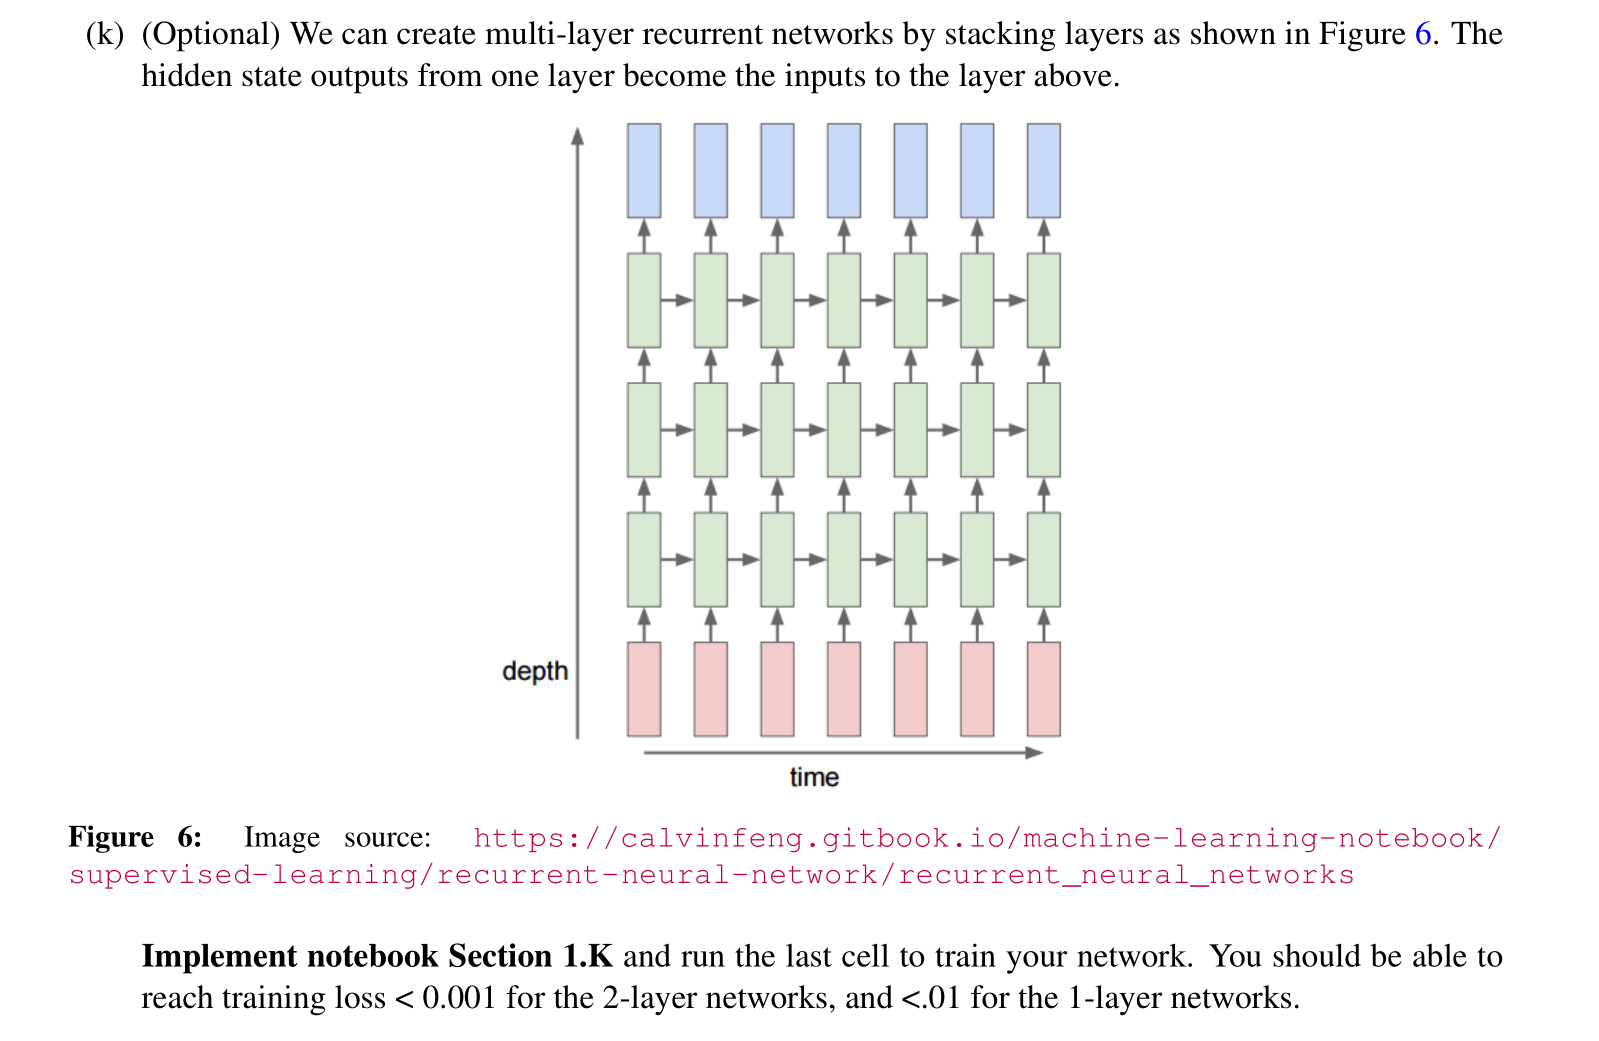 (k) (Optional) We can create multi-layer recurrent networks by stacking layers as shown in Figure 6. The
hidden state outputs from one layer become the inputs to the layer above.
depth
time
Figure 6: Image source: https://calvinfeng.gitbook.io/machine-learning-notebook/
supervised-learning/recurrent-neural-network/recurrent_neural_networks
Implement notebook Section 1.K and run the last cell to train your network. You should be able to
reach training loss < 0.001 for the 2-layer networks, and <.01 for the 1-layer networks.